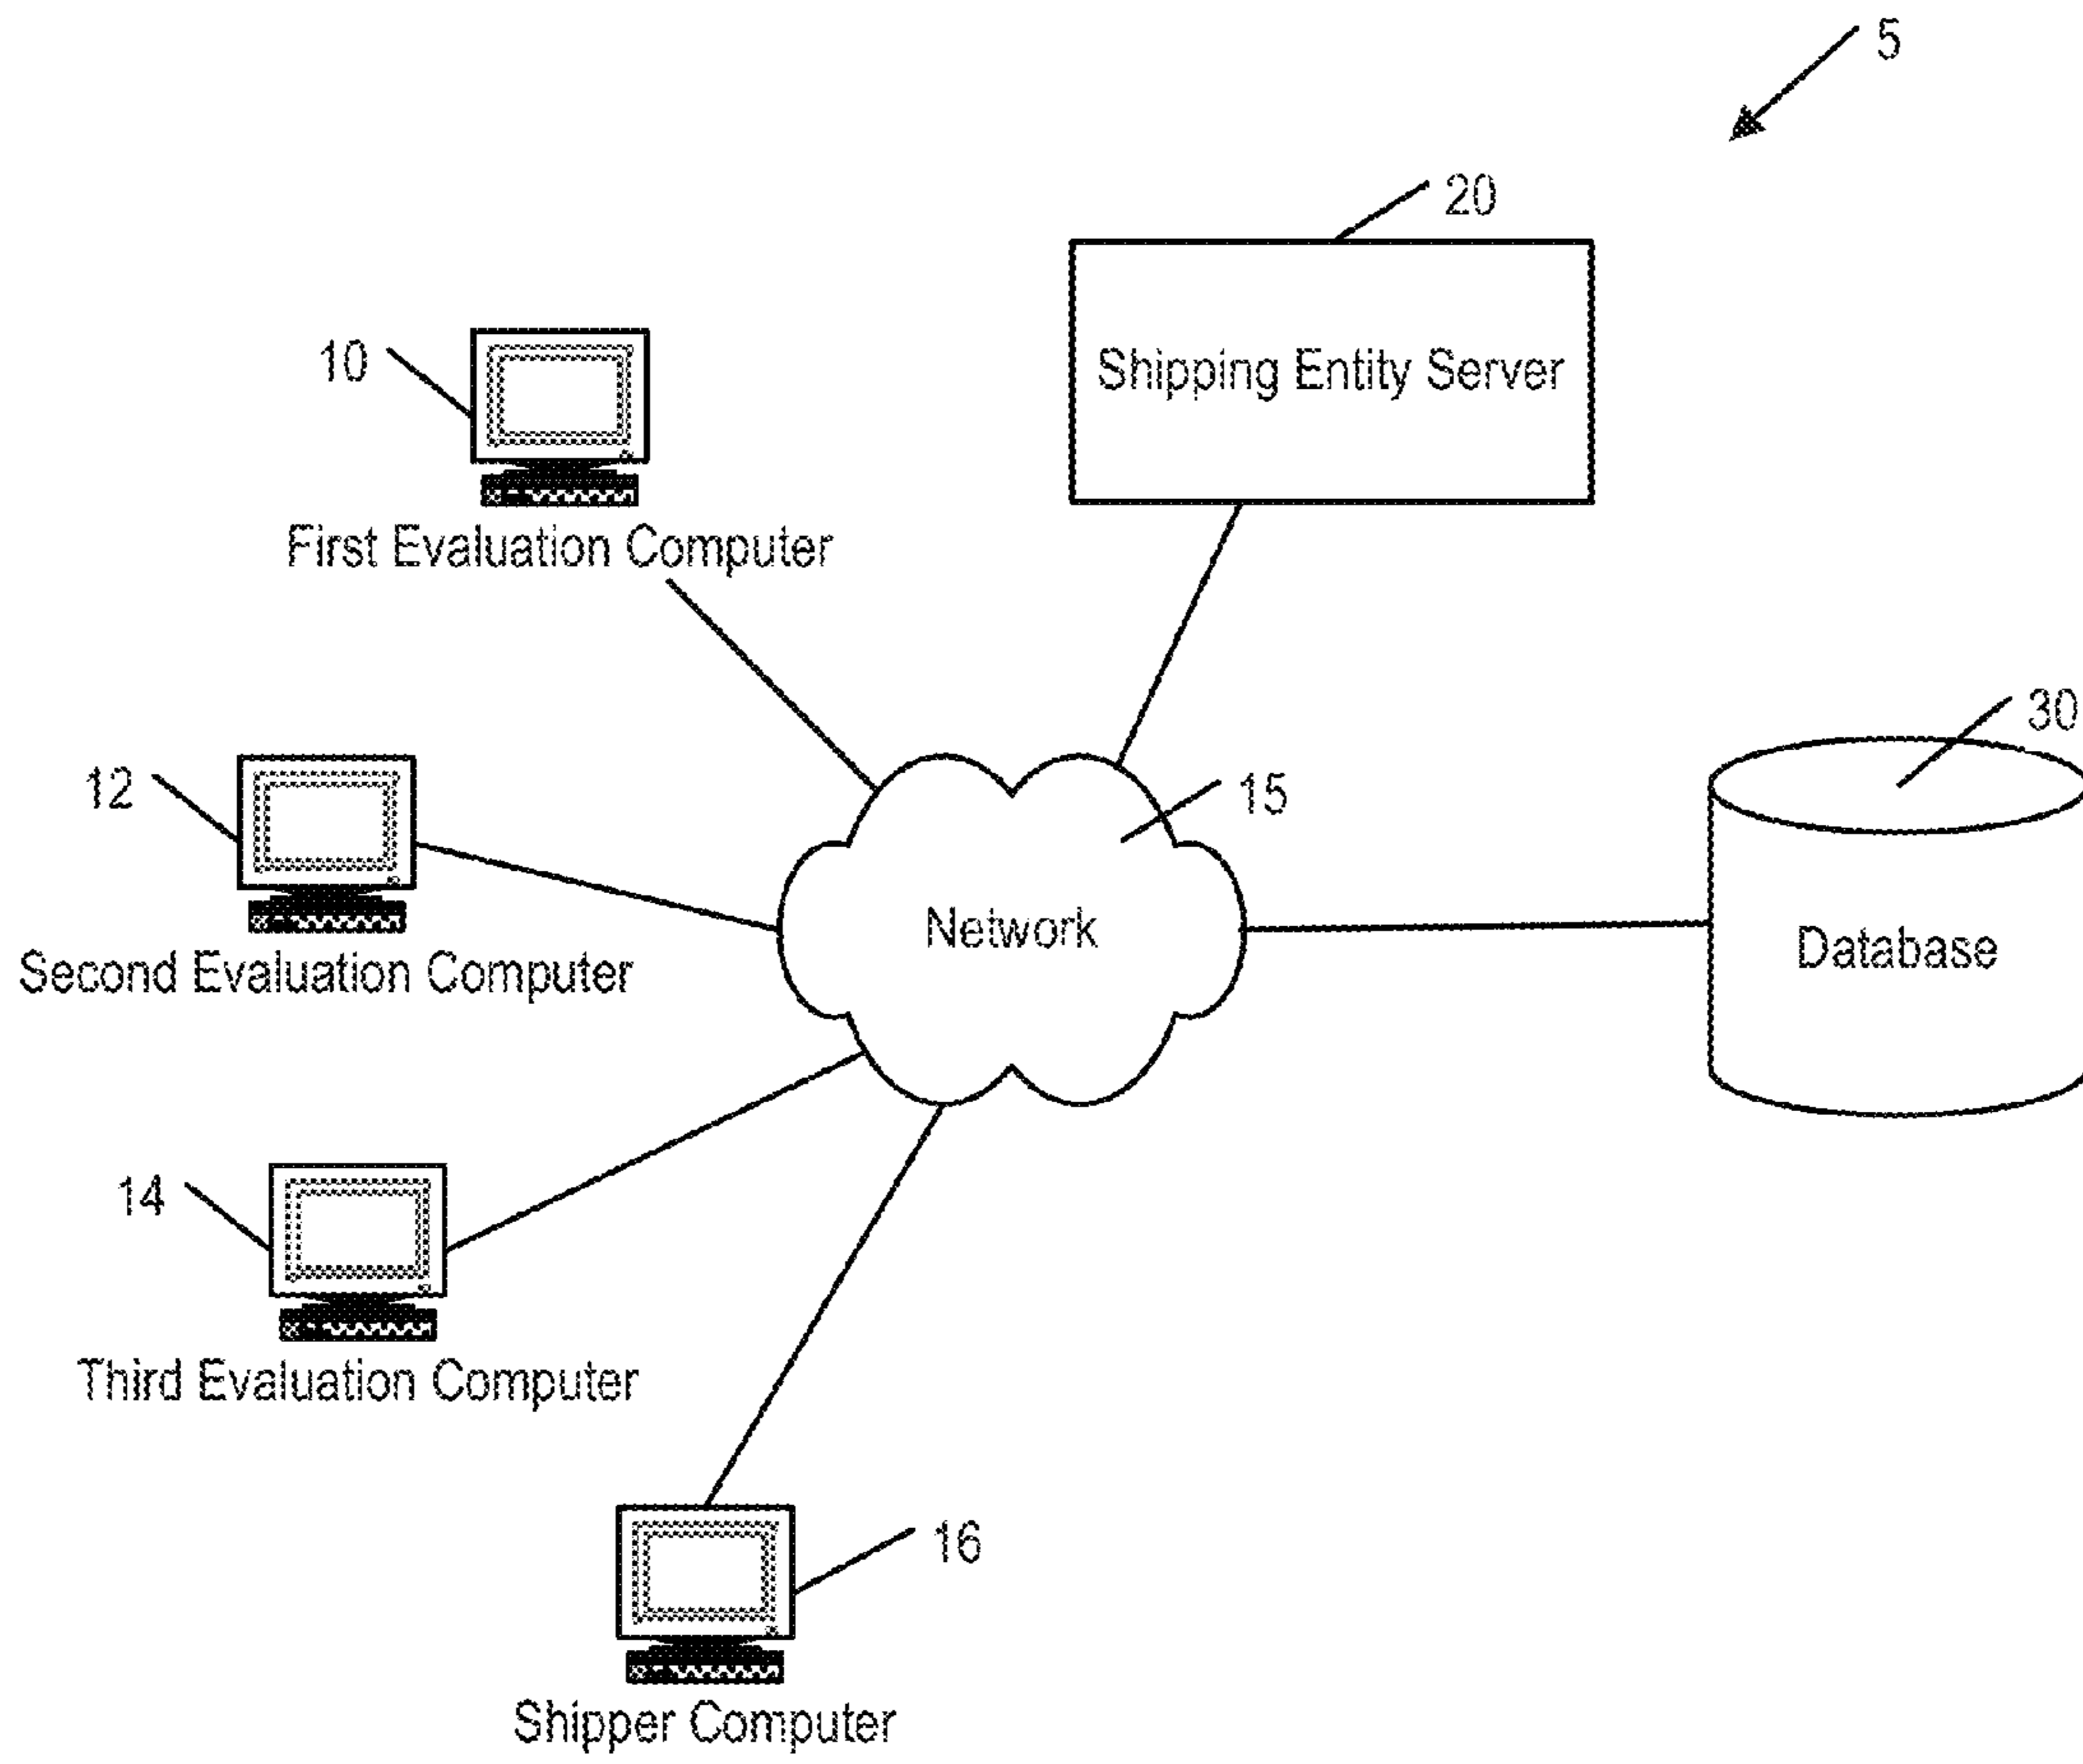 5
20
Shipping Entity Server
10
First Evaluation Computer
30
12
15
Network
Database
Second Evaluation Computer
14
Third Evaluation Computer
16
Shipper Computer